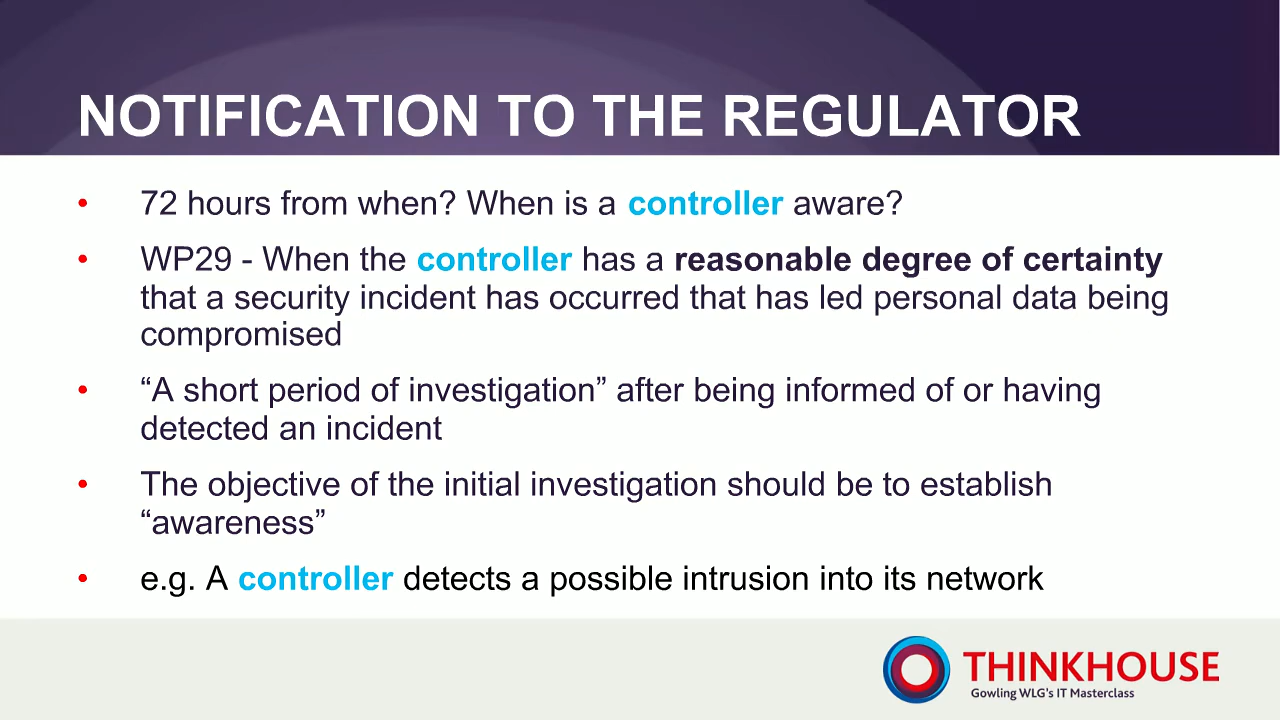 NOTIFICATION TO THE REGULATOR
• 72 hours from when? When is a controller aware?
• WP29 - When the controller has a reasonable degree of certainty
that a security incident has occurred that has led personal data being
compromised
• “A short period of investigation” after being informed of or having
detected an incident
• The objective of the initial investigation should be to establish
“awareness”
• e.g. A controller detects a possible intrusion into its network
THINKHOUSE
Gowling WLG's IT Masterclass